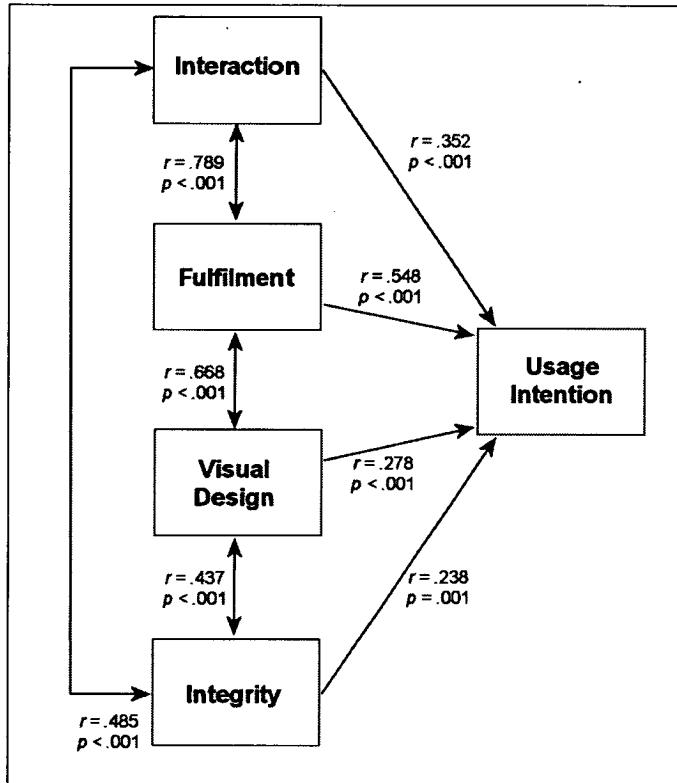 Interaction
r = .789
p < .001
r = .352
p < .001
Fulfilment
r = .548
p < .001
r = .668
p < .001
Usage
Intention
Visual
Design
r = .278
p < .001
r = .437
p < .001
r = .238
p = .001
Integrity
r = .485
p < .001